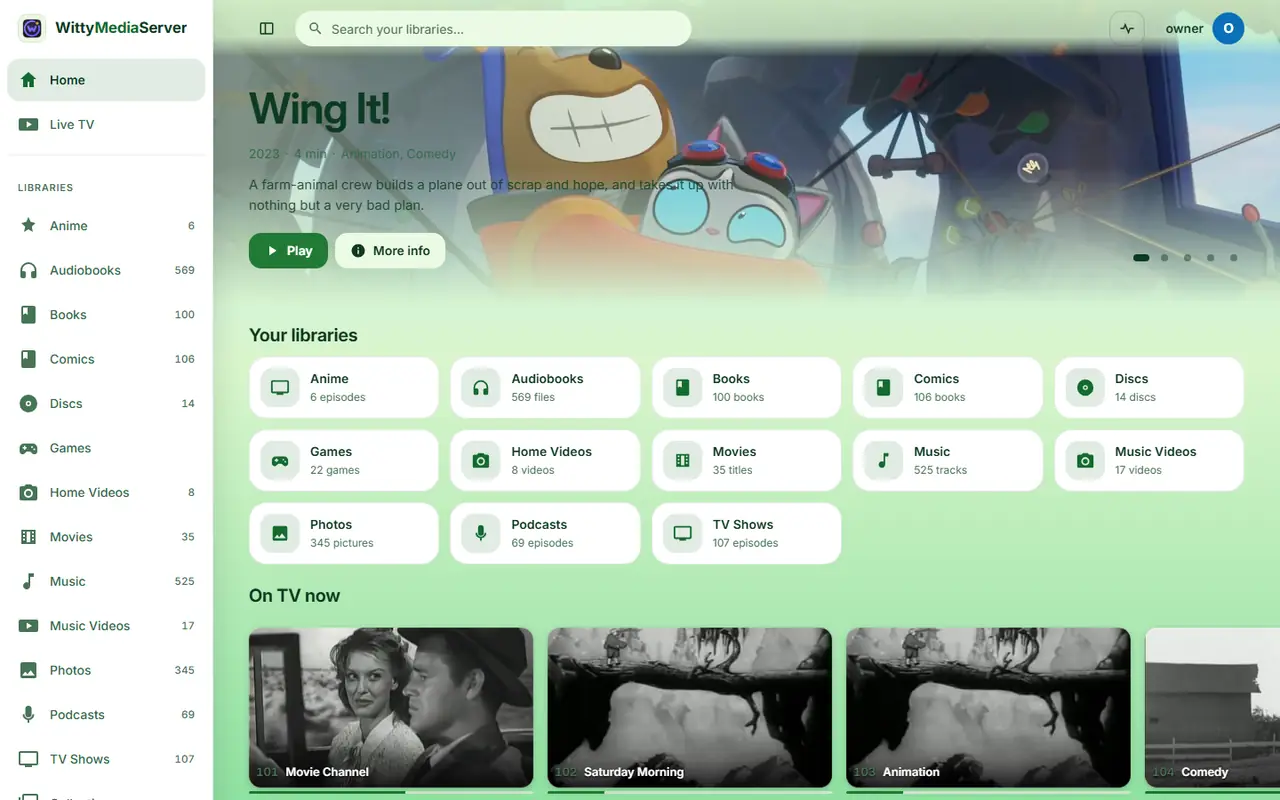 WittyMediaServer
Search your libraries...
owner
O
Home
Live TV
LIBRARIES
Anime 6
Audiobooks 569
Books 100
Comics 106
Discs 14
Games
Home Videos 8
Movies 35
Music 525
Music Videos 17
Photos 345
Podcasts 69
TV Shows 107
Wing It!
2023 · 4 min · Animation, Comedy
A farm-animal crew builds a plane out of scrap and hope, and takes it up with
nothing but a very bad plan.
Play
More info
Your libraries
Anime
6 episodes
Audiobooks
569 files
Books
100 books
Comics
106 books
Discs
14 discs
Games
22 games
Home Videos
8 videos
Movies
35 titles
Music
525 tracks
Music Videos
17 videos
Photos
345 pictures
Podcasts
69 episodes
TV Shows
107 episodes
On TV now
101 Movie Channel
102 Saturday Morning
103 Animation
104 Comedy